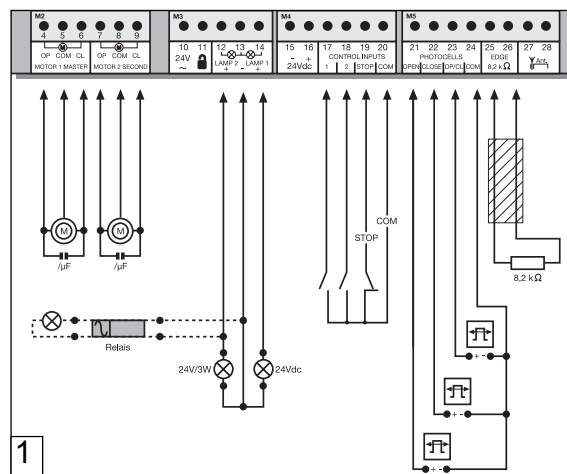 M2 M3 M4 M5
4 5 6 7 8 9 10 11 12 13 14 15 16 17 18 19 20 21 22 23 24 25 26 27 28
OP COM CL OP COM CL
MOTOR 1 MASTER MOTOR 2 SECOND
24V
~
LAMP 2 LAMP 1
+ - +
- +
24Vdc
CONTROL INPUTS
1 2 STOP COM
PHOTOCELLS
OPEN CLOSE OP/CL COM
EDGE
8,2 k Ω
Ant.
M M
M M
/µF /µF
COM
STOP
8,2 k Ω
Relais
24V/3W 24Vdc
+ -
+ -
+ -
1